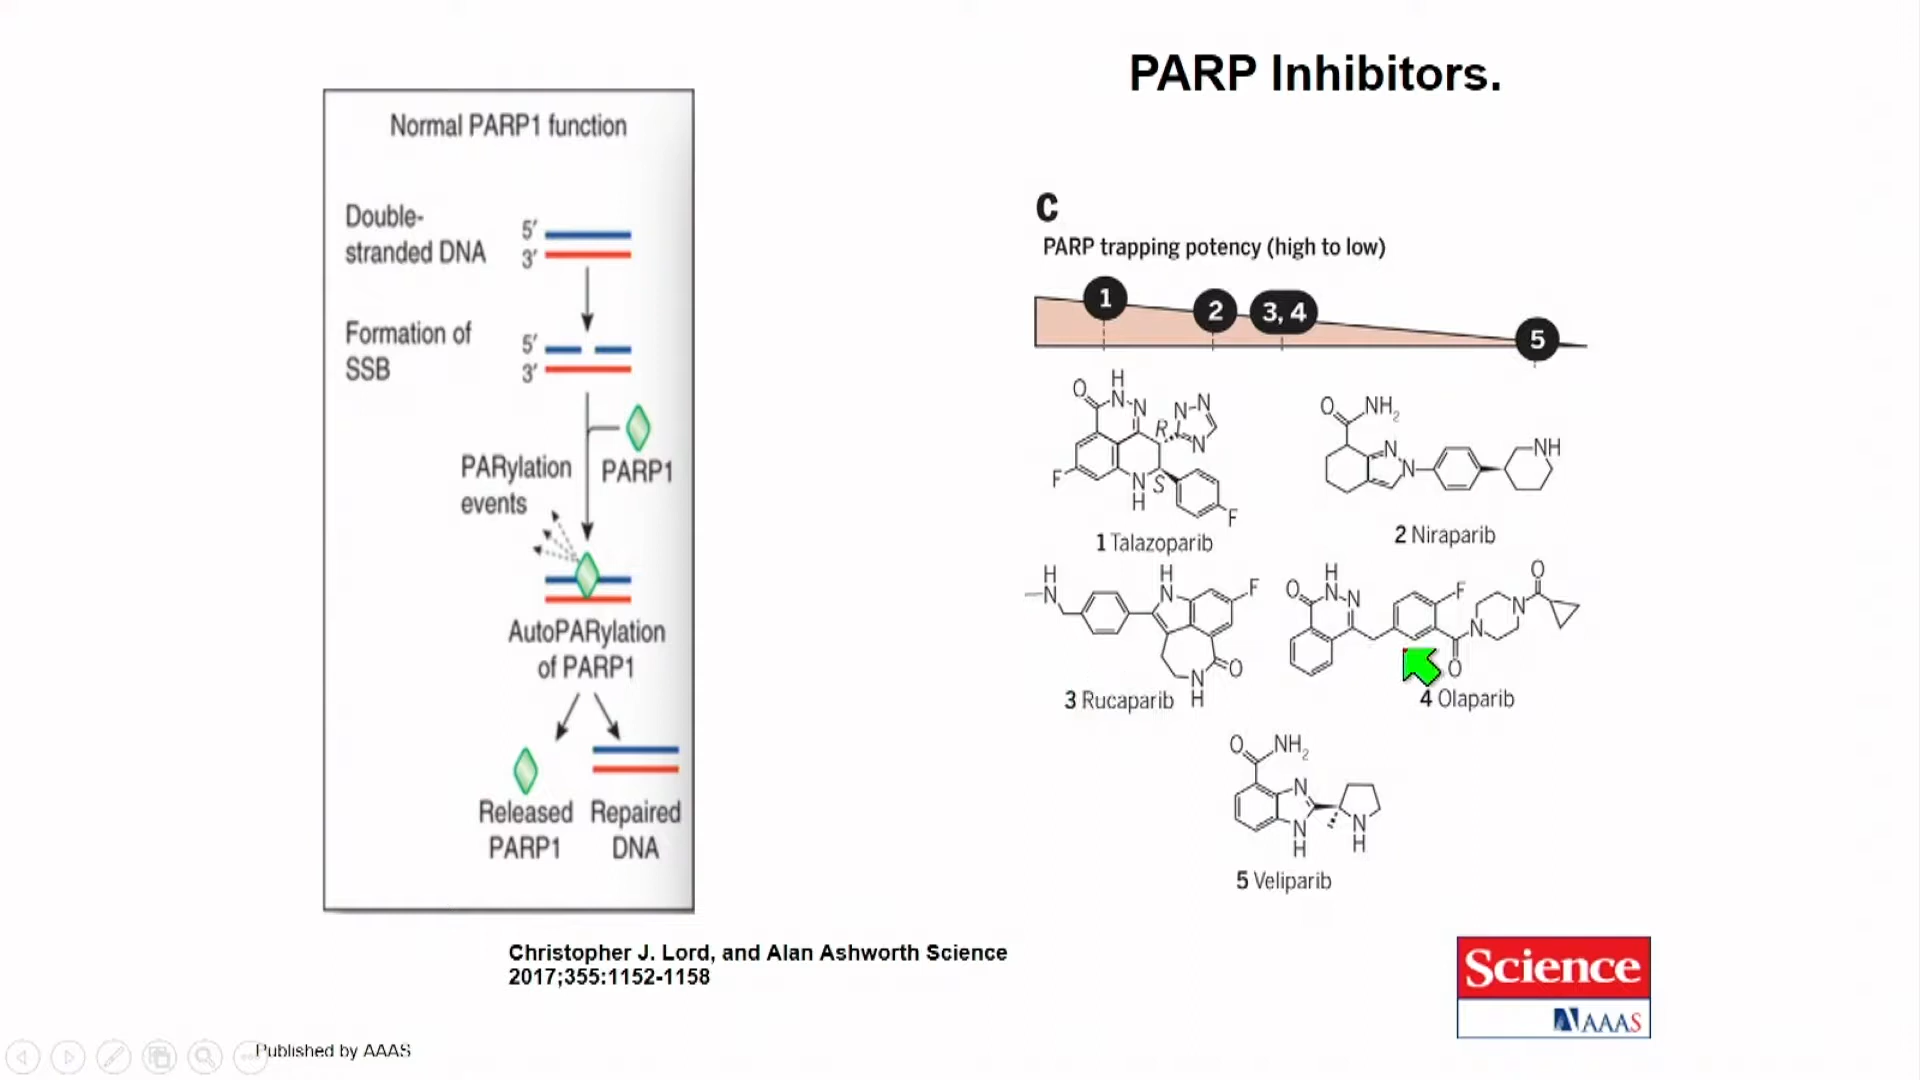 PARP Inhibitors.
Normal PARP1 function
Double-
stranded DNA
5′
3′
Formation of
SSB
5′
3′
PARP1
PARylation
events
AutoPARylation
of PARP1
Released
PARP1
Repaired
DNA
C
PARP trapping potency (high to low)
1
2
3, 4
5
O
H
N
N
R
N
N
N
F
N
H
S
F
1 Talazoparib
O
NH2
N
N
NH
2 Niraparib
H
N
H
N
F
O
N
H
3 Rucaparib
O
H
N
N
F
O
N
N
O
4 Olaparib
O
NH2
N
N
H
N
H
5 Veliparib
Christopher J. Lord, and Alan Ashworth Science
2017;355:1152-1158
Science
AAAS
Published by AAAS